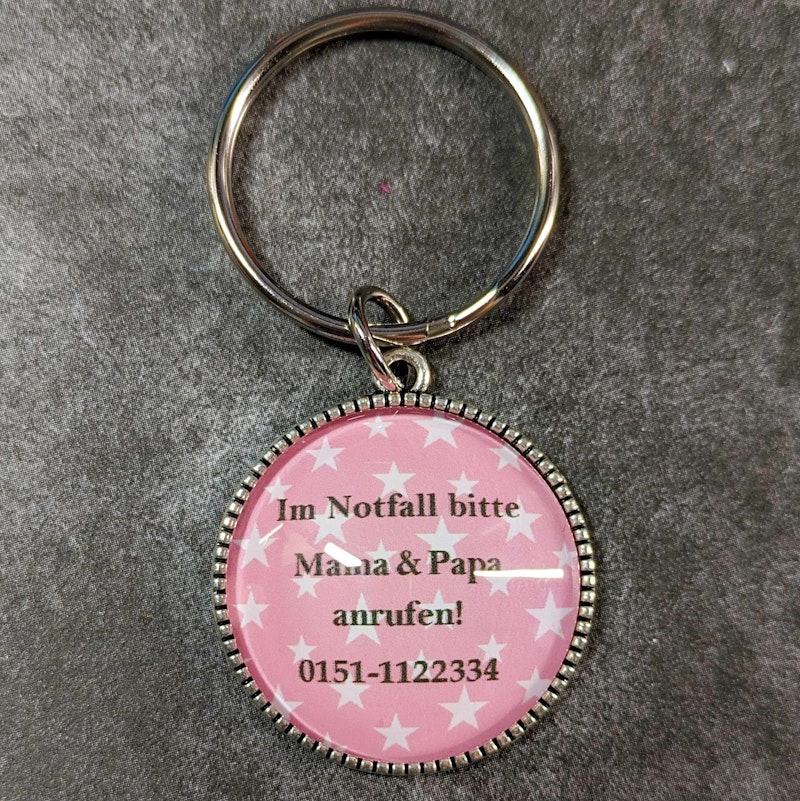 Im Notfall bitte
Mama & Papa
anrufen!
0151-1122334